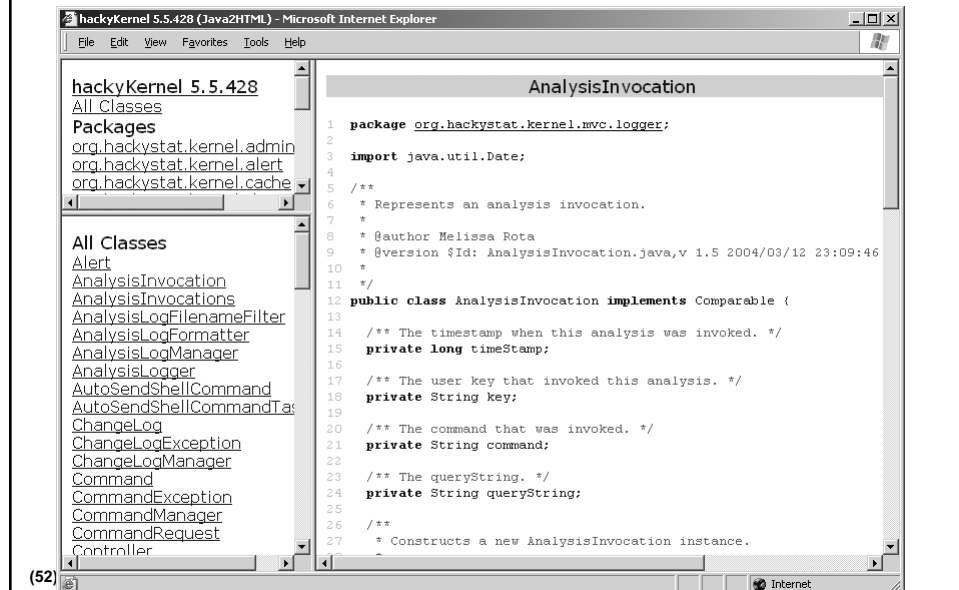 hackyKernel 5.5.428 (Java2HTML) - Microsoft Internet Explorer
File Edit View Favorites Tools Help
hackyKernel 5.5.428
All Classes
Packages
org.hackystat.kernel.admin
org.hackystat.kernel.alert
org.hackystat.kernel.cache
All Classes
Alert
AnalysisInvocation
AnalysisInvocations
AnalysisLogFilenameFilter
AnalysisLogFormatter
AnalysisLogManager
AnalysisLogger
AutoSendShellCommand
AutoSendShellCommandTas
ChangeLog
ChangeLogException
ChangeLogManager
Command
CommandException
CommandManager
CommandRequest
Controller
AnalysisInvocation
1 package org.hackystat.kernel.mvc.logger;
2
3 import java.util.Date;
4
5 /**
6 * Represents an analysis invocation.
7 *
8 * @author Melissa Rota
9 * @version $Id: AnalysisInvocation.java,v 1.5 2004/03/12 23:09:46
10 *
11 */
12 public class AnalysisInvocation implements Comparable {
13
14 /** The timestamp when this analysis was invoked. */
15 private long timeStamp;
16
17 /** The user key that invoked this analysis. */
18 private String key;
19
20 /** The command that was invoked. */
21 private String command;
22
23 /** The queryString. */
24 private String queryString;
25
26 /**
27 * Constructs a new AnalysisInvocation instance.
(52)
Internet